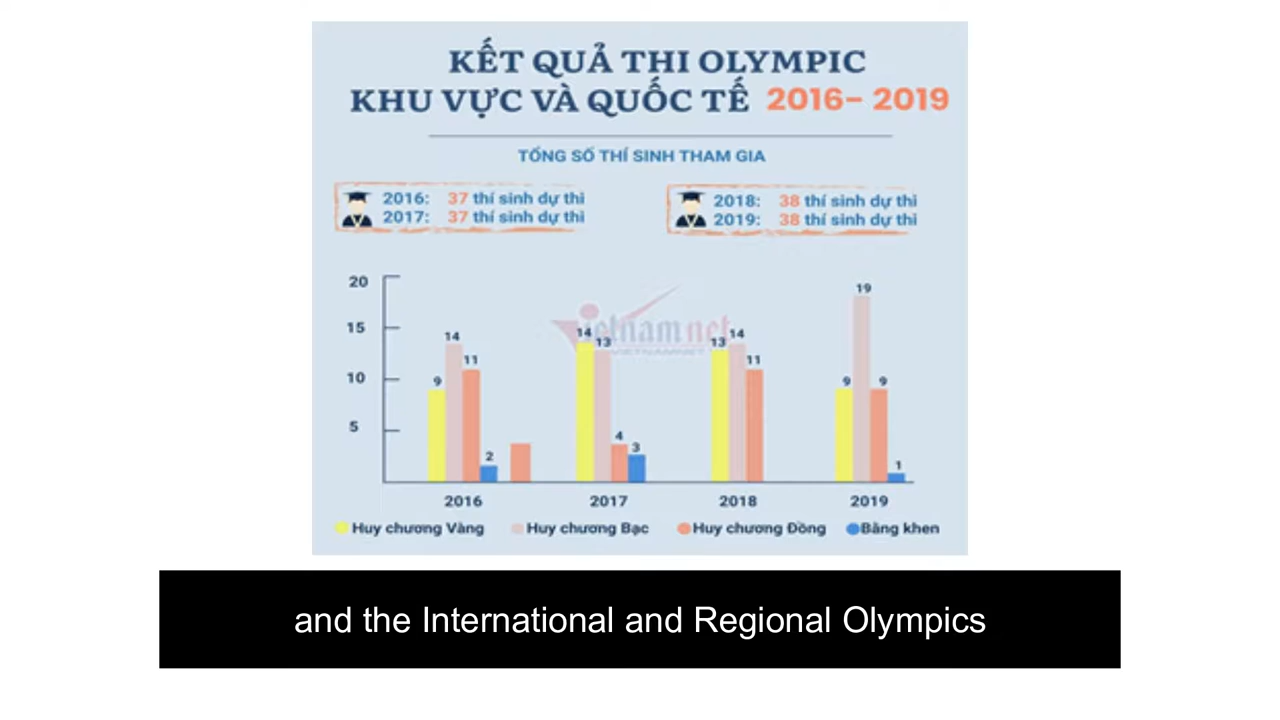 KẾT QUẢ THI OLYMPIC
KHU VỰC VÀ QUỐC TẾ 2016– 2019
TỔNG SỐ THÍ SINH THAM GIA
2016: 37 thí sinh dự thi
2017: 37 thí sinh dự thi
2018: 38 thí sinh dự thi
2019: 38 thí sinh dự thi
20
15
10
5
9
14
11
2
14
13
4
3
13
14
11
9
19
9
1
vietnamnet
VIETNAMNET
2016
2017
2018
2019
Huy chương Vàng
Huy chương Bạc
Huy chương Đồng
Bằng khen
and the International and Regional Olympics